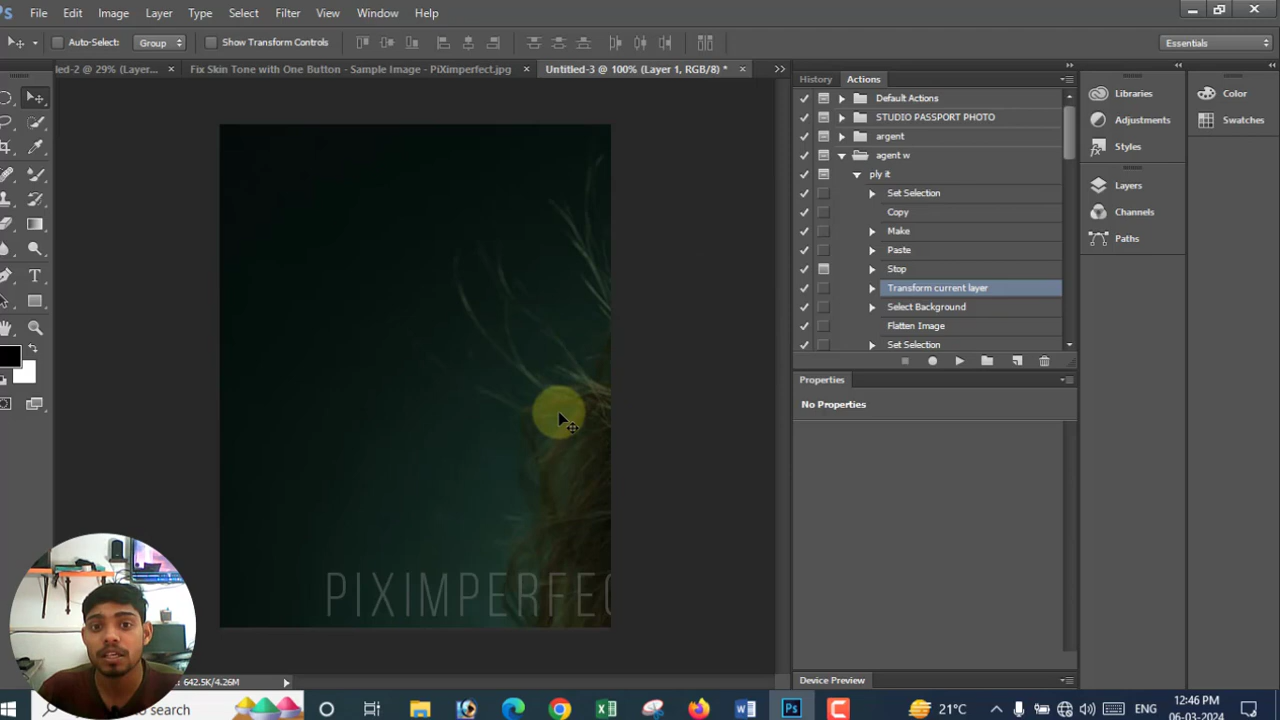 Ps File Edit Image Layer Type Select Filter View Window Help
Auto-Select: Group Show Transform Controls Essentials
led-2 @ 29% (Layer... × Fix Skin Tone with One Button - Sample Image - PiXimperfect.jpg × Untitled-3 @ 100% (Layer 1, RGB/8) * ×
History Actions
Default Actions
STUDIO PASSPORT PHOTO
argent
agent w
ply it
Set Selection
Copy
Make
Paste
Stop
Transform current layer
Select Background
Flatten Image
Set Selection
Libraries
Adjustments
Styles
Layers
Channels
Paths
Color
Swatches
Properties
No Properties
PIXIMPERFEC
Device Preview
642.5K/4.26M
to search
21°C
ENG
12:46 PM
06-03-2024